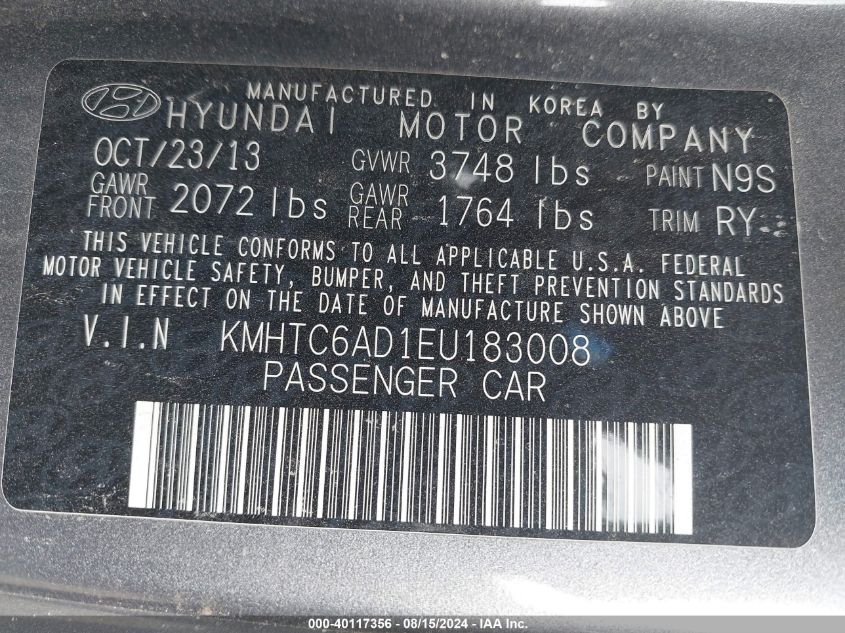 MANUFACTURED IN KOREA BY
HYUNDAI MOTOR COMPANY
OCT/23/13 GVWR 3748 lbs PAINT N9S
GAWR FRONT 2072 lbs GAWR REAR 1764 lbs TRIM RY
THIS VEHICLE CONFORMS TO ALL APPLICABLE U.S.A. FEDERAL
MOTOR VEHICLE SAFETY, BUMPER, AND THEFT PREVENTION STANDARDS
IN EFFECT ON THE DATE OF MANUFACTURE SHOWN ABOVE
V.I.N KMHTC6AD1EU183008
PASSENGER CAR
000-40117356 - 08/15/2024 - IAA Inc.